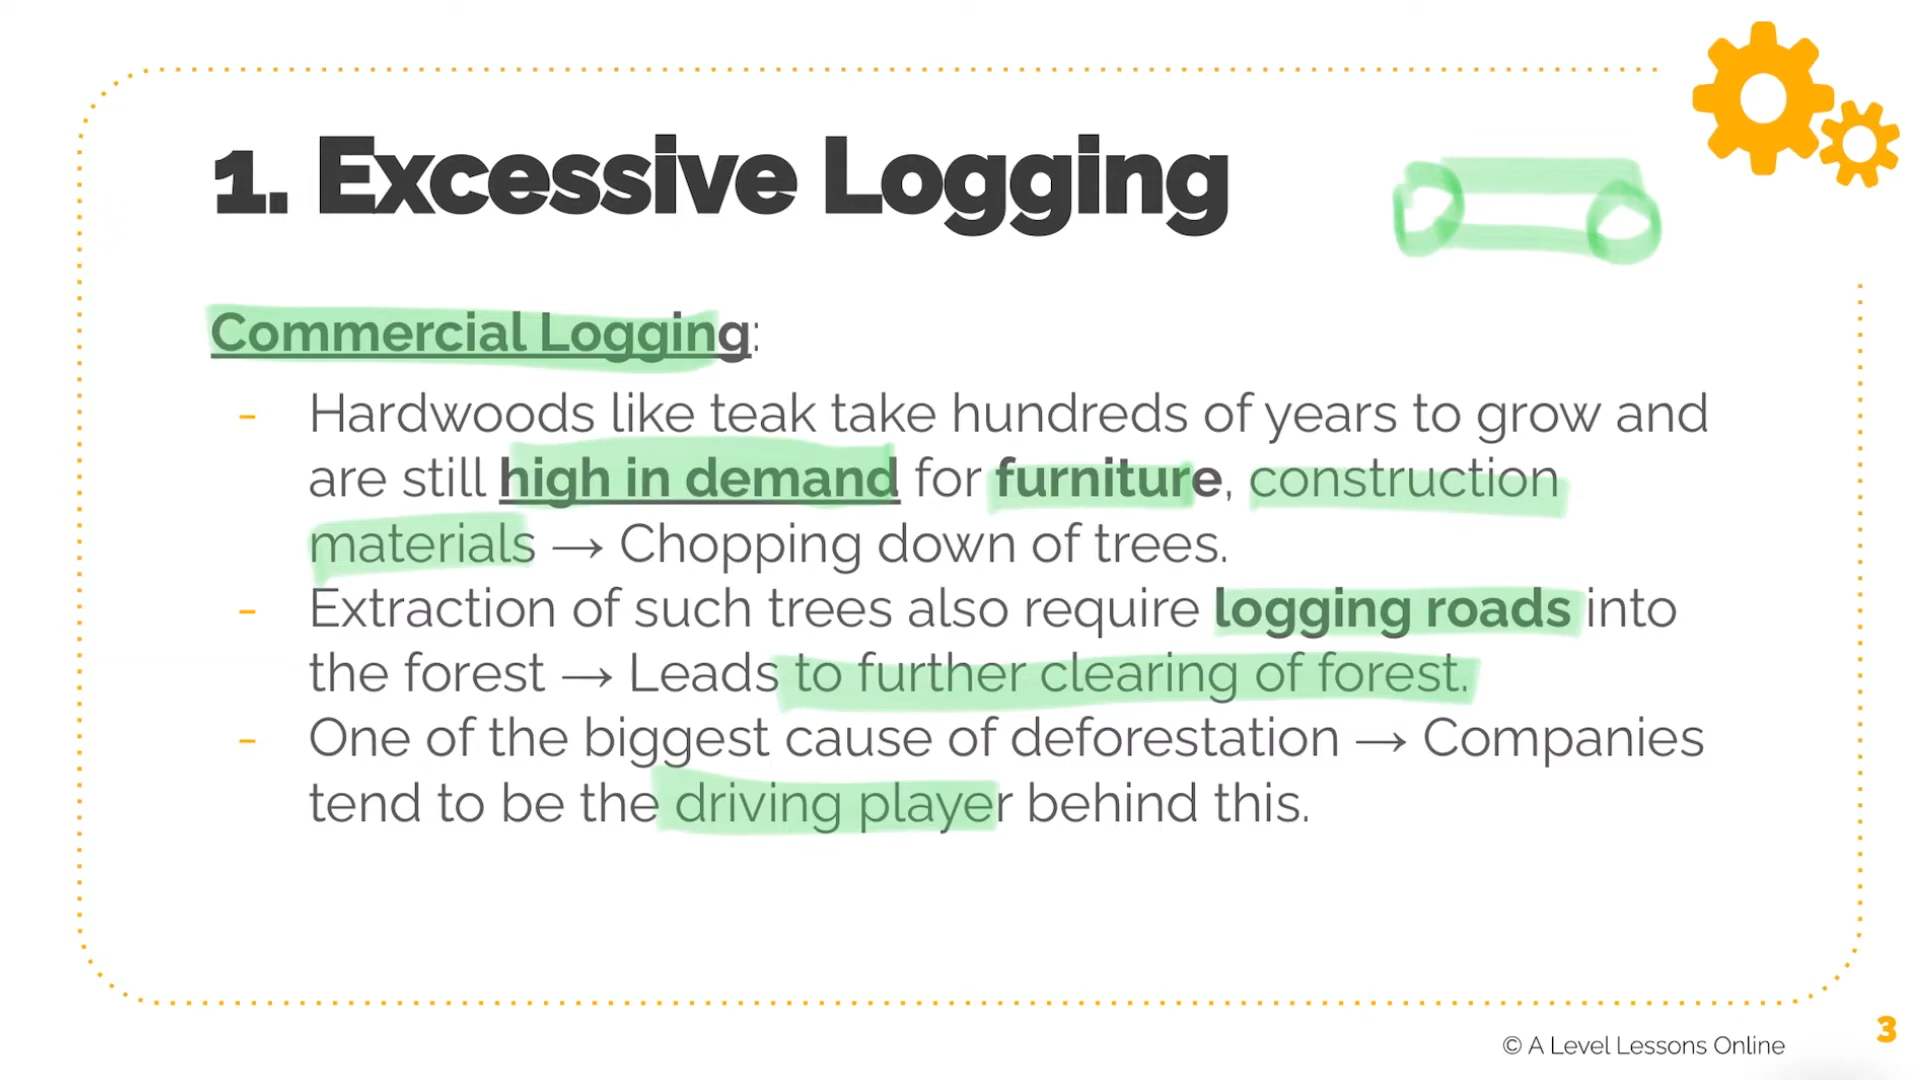 1. Excessive Logging
Commercial Logging:
- Hardwoods like teak take hundreds of years to grow and
are still high in demand for furniture, construction
materials → Chopping down of trees.
- Extraction of such trees also require logging roads into
the forest → Leads to further clearing of forest.
- One of the biggest cause of deforestation → Companies
tend to be the driving player behind this.
© A Level Lessons Online
3